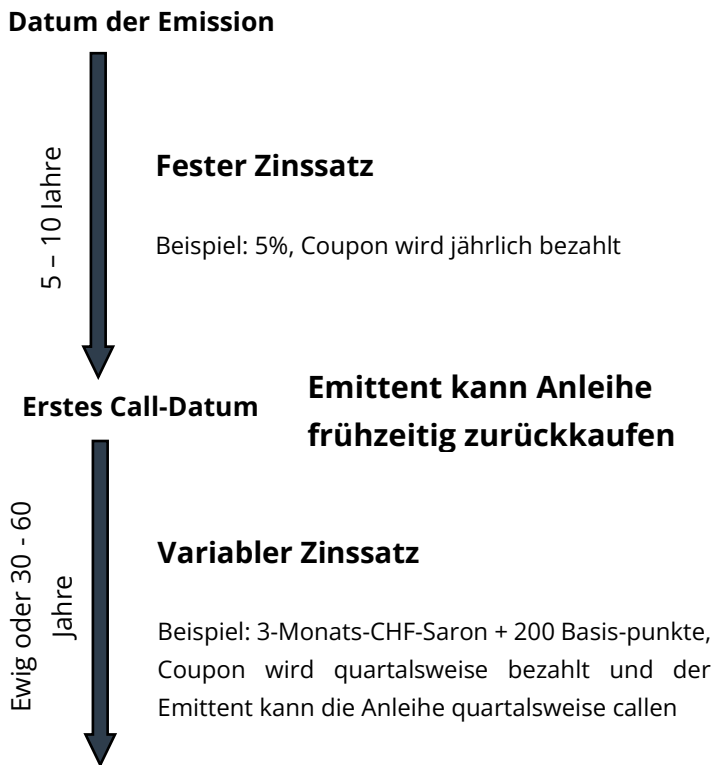 Datum der Emission
5 – 10 Jahre
Fester Zinssatz
Beispiel: 5%, Coupon wird jährlich bezahlt
Erstes Call-Datum
Emittent kann Anleihe
frühzeitig zurückkaufen
Ewig oder 30 - 60
Jahre
Variabler Zinssatz
Beispiel: 3-Monats-CHF-Saron + 200 Basis-punkte,
Coupon wird quartalsweise bezahlt und der
Emittent kann die Anleihe quartalsweise callen